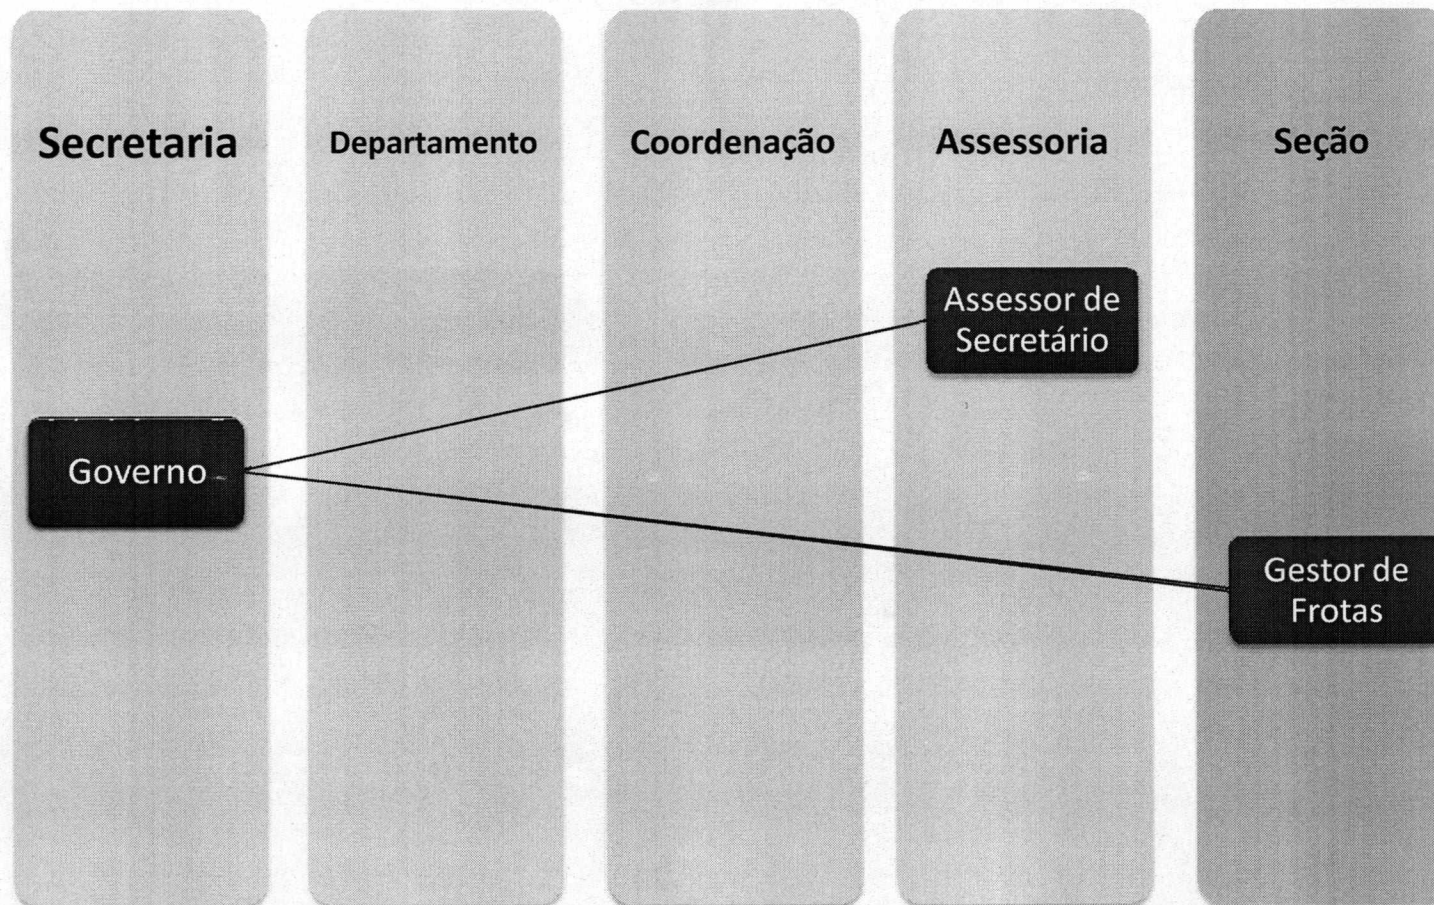 Secretaria
Departamento
Coordenação
Assessoria
Seção
Assessor de
Secretário
Governo
Gestor de
Frotas